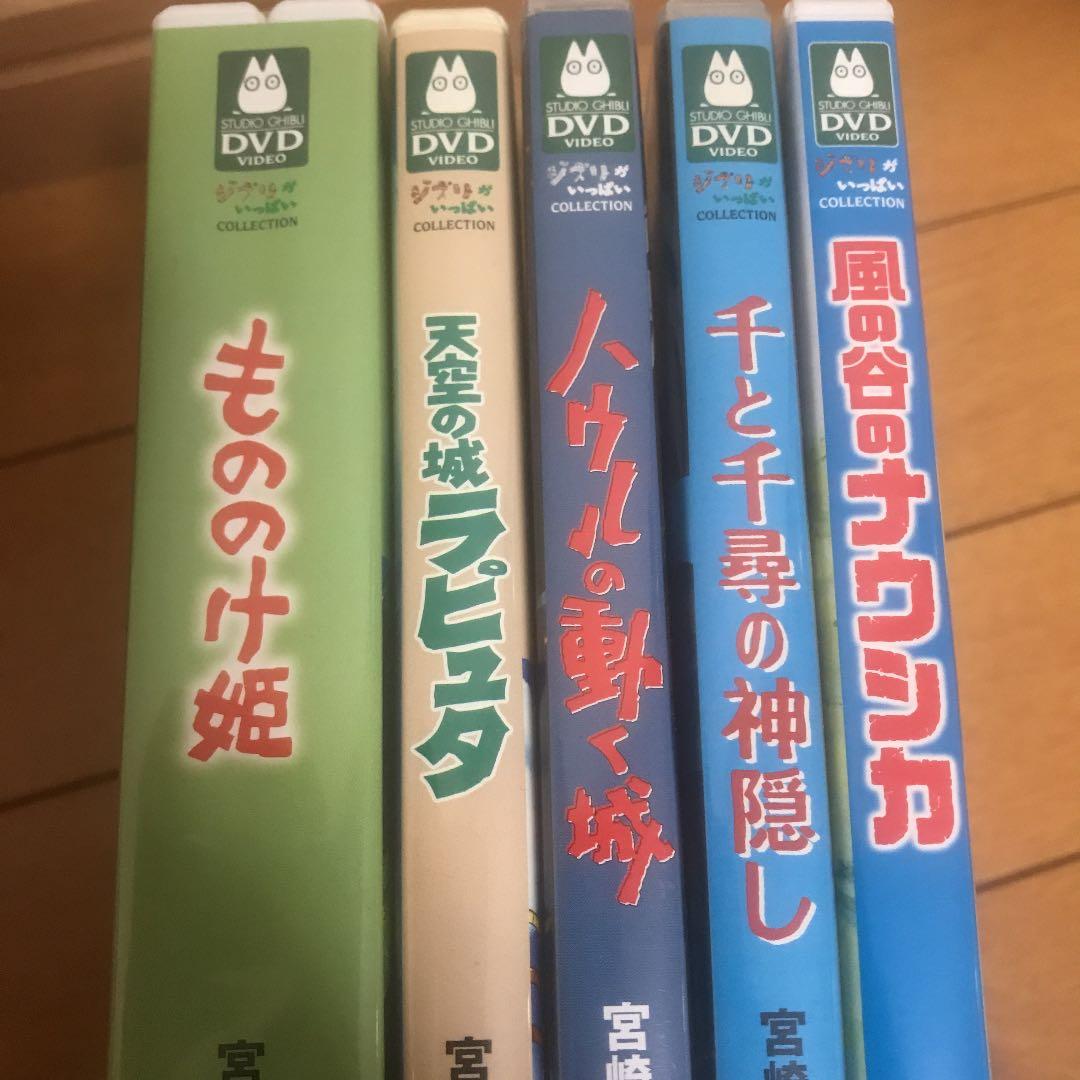 STUDIO GHIBLI
DVD
VIDEO
ジブリが
いっぱい
COLLECTION
もののけ姫
宮
STUDIO GHIBLI
DVD
VIDEO
ジブリが
いっぱい
COLLECTION
天空の城
ラピュタ
宮
STUDIO GHIBLI
DVD
VIDEO
ジブリが
いっぱい
COLLECTION
ハウルの動く城
宮崎
STUDIO GHIBLI
DVD
VIDEO
ジブリが
いっぱい
COLLECTION
千と千尋の神隠し
宮崎
STUDIO GHIBLI
DVD
VIDEO
ジブリが
いっぱい
COLLECTION
風の谷のナウシカ